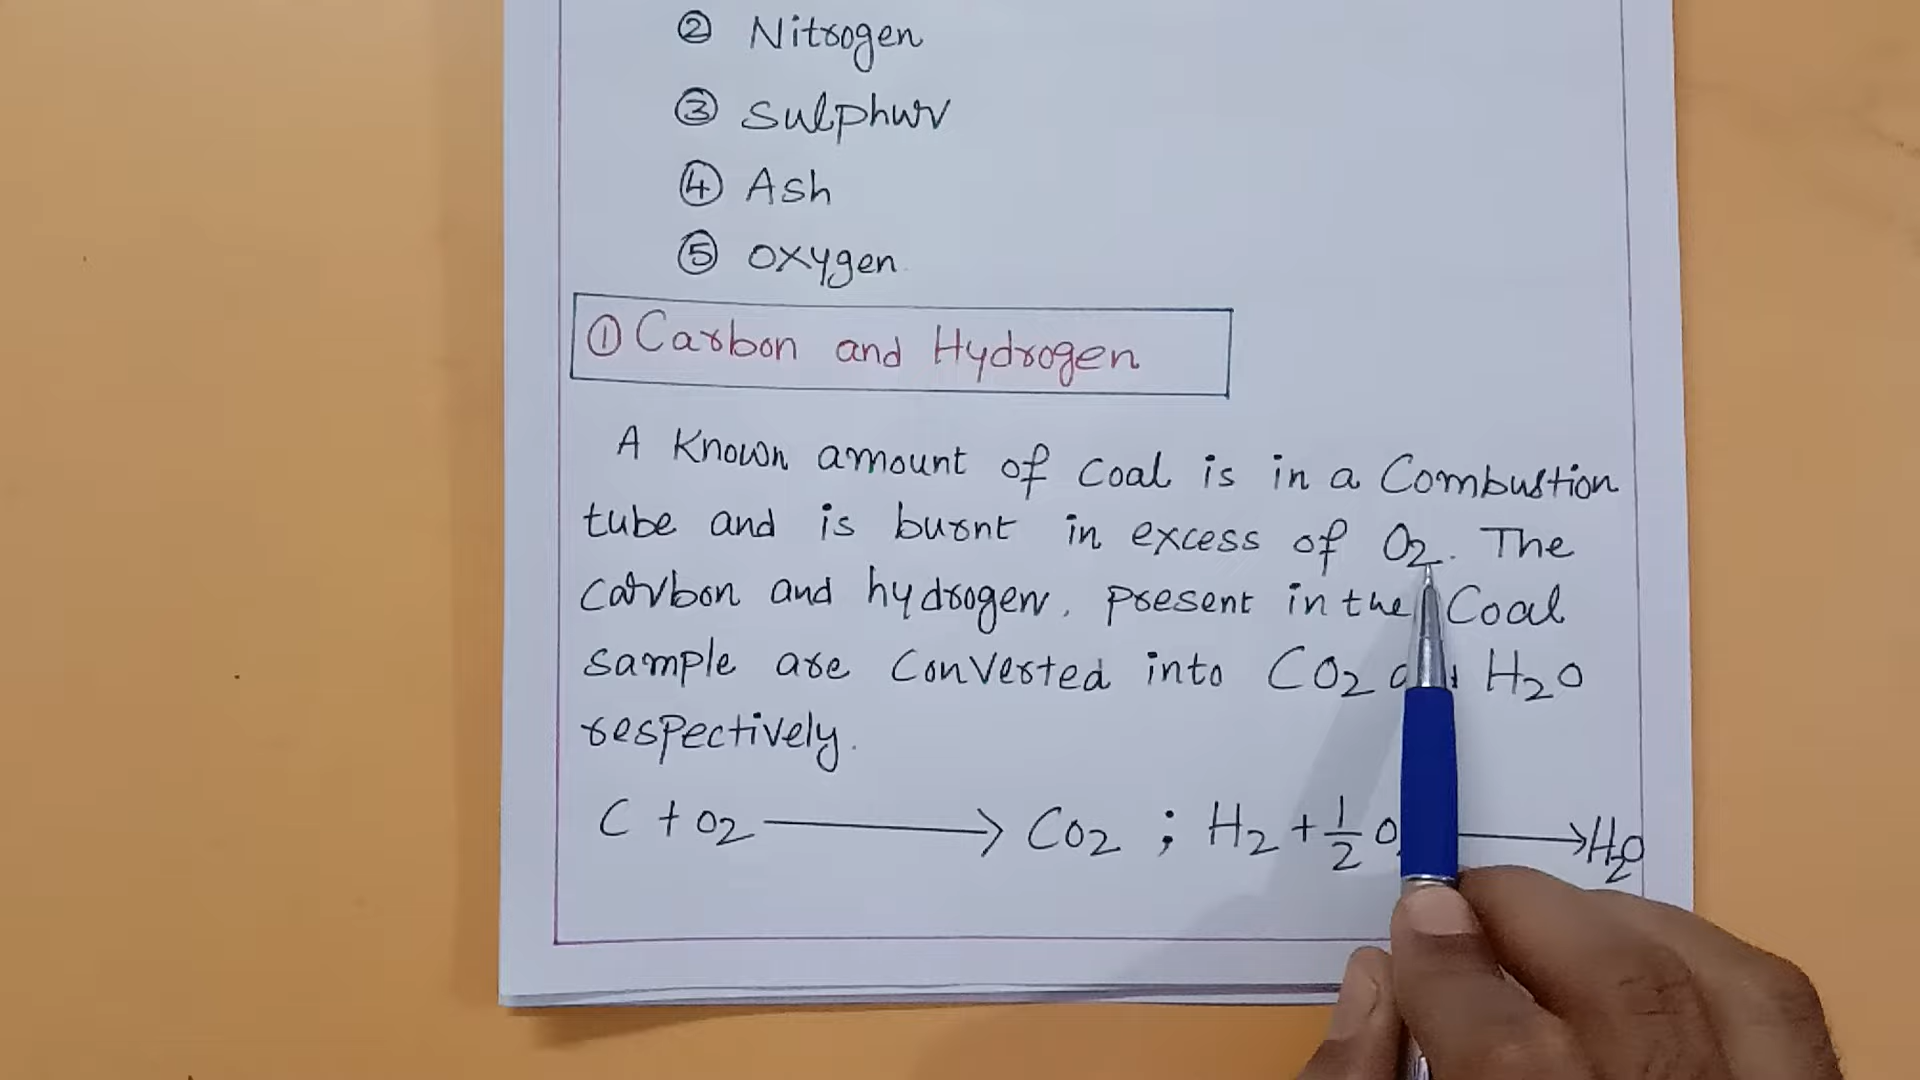 ② Nitrogen
③ Sulphur
④ Ash
⑤ Oxygen
① Carbon and Hydrogen
A Known amount of Coal is in a Combustion
tube and is burnt in excess of O2. The
Carbon and hydrogen, present in the Coal
sample are Converted into CO2 H2O
respectively.
C + O2 ⟶ CO2 ; H2 + 1/2 O ⟶ H2O